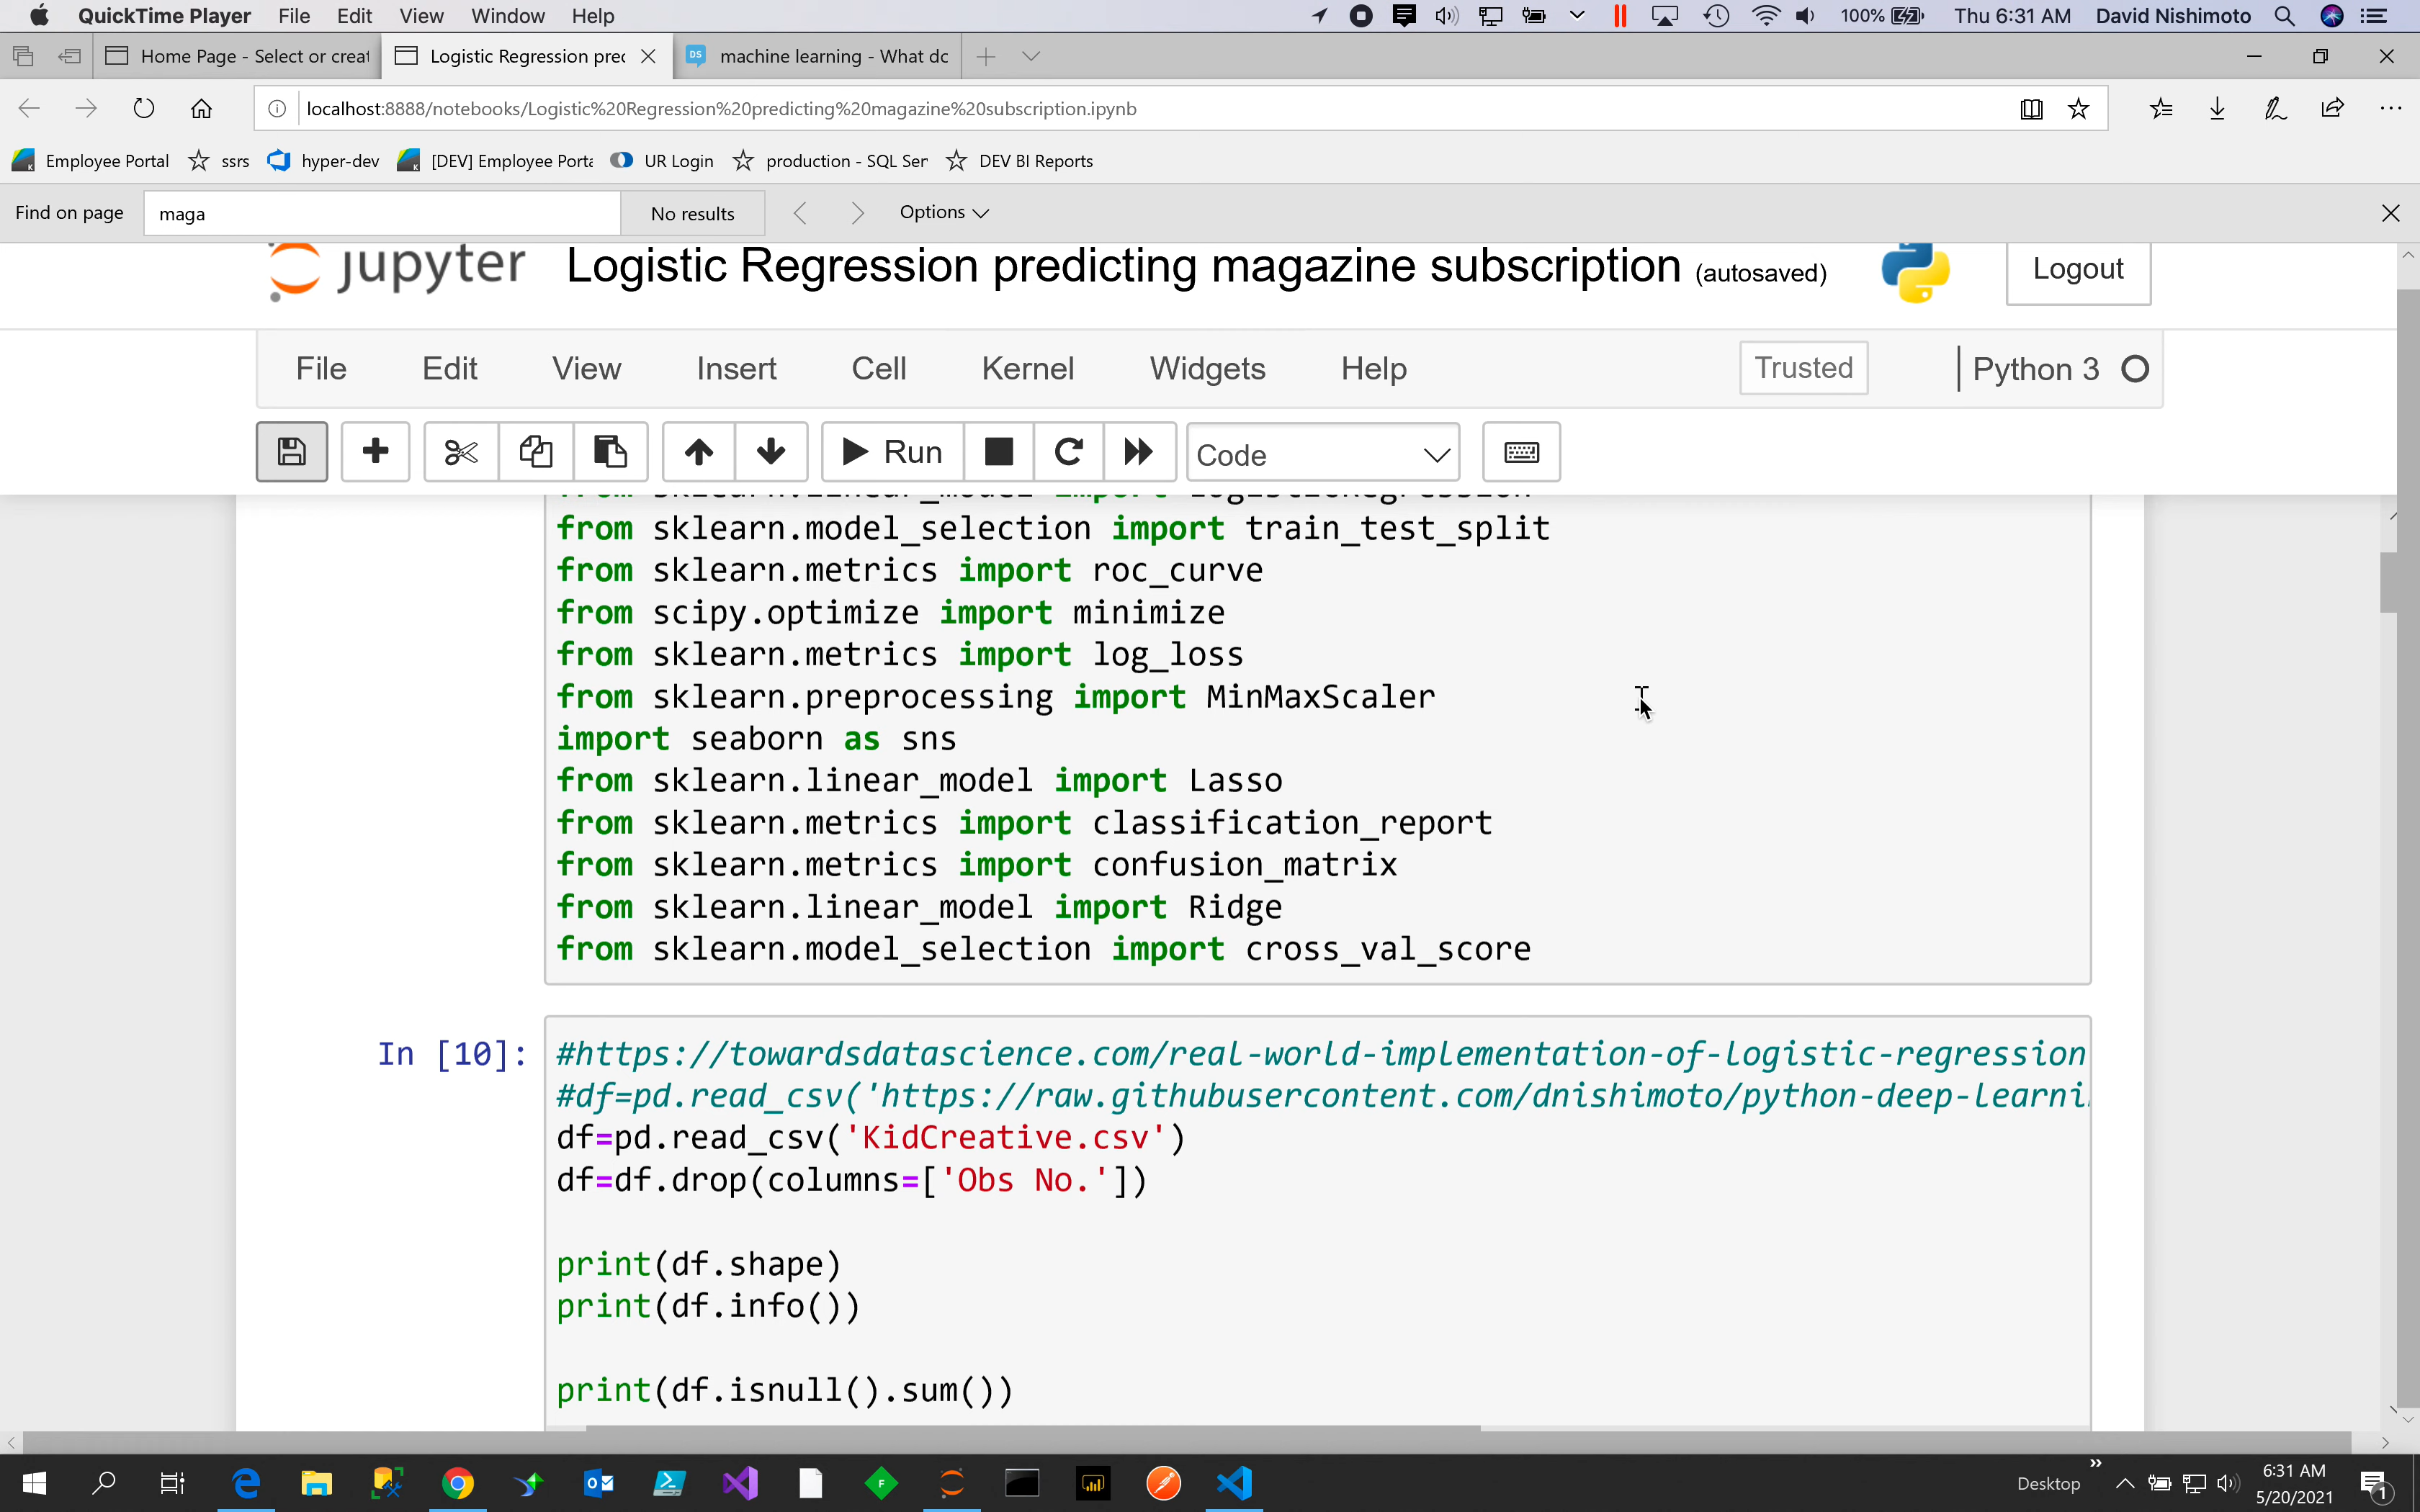 QuickTime Player File Edit View Window Help 100% Thu 6:31 AM David Nishimoto
Home Page - Select or creat Logistic Regression prec DS machine learning - What dc
localhost:8888/notebooks/Logistic%20Regression%20predicting%20magazine%20subscription.ipynb
Employee Portal ssrs hyper-dev [DEV] Employee Porta UR Login production - SQL Ser DEV BI Reports
Find on page maga No results Options
jupyter Logistic Regression predicting magazine subscription (autosaved) Logout
File Edit View Insert Cell Kernel Widgets Help Trusted Python 3
Run Code
from sklearn.linear_model import LogisticRegression
from sklearn.model_selection import train_test_split
from sklearn.metrics import roc_curve
from scipy.optimize import minimize
from sklearn.metrics import log_loss
from sklearn.preprocessing import MinMaxScaler
import seaborn as sns
from sklearn.linear_model import Lasso
from sklearn.metrics import classification_report
from sklearn.metrics import confusion_matrix
from sklearn.linear_model import Ridge
from sklearn.model_selection import cross_val_score
In [10]: #https://towardsdatascience.com/real-world-implementation-of-logistic-regression
#df=pd.read_csv('https://raw.githubusercontent.com/dnishimoto/python-deep-learni
df=pd.read_csv('KidCreative.csv')
df=df.drop(columns=['Obs No.'])
print(df.shape)
print(df.info())
print(df.isnull().sum())
Desktop 6:31 AM
5/20/2021 1